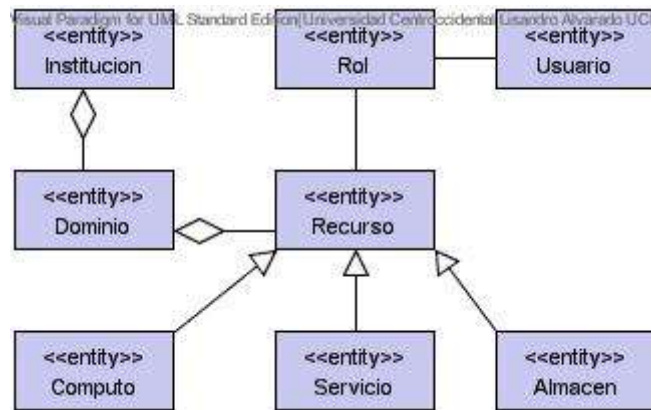 Visual Paradigm for UML Standard Edition[Universidad Centroccidental Lisandro Alvarado UCL
<<entity>>
Institucion
<<entity>>
Rol
<<entity>>
Usuario
<<entity>>
Dominio
<<entity>>
Recurso
<<entity>>
Computo
<<entity>>
Servicio
<<entity>>
Almacen